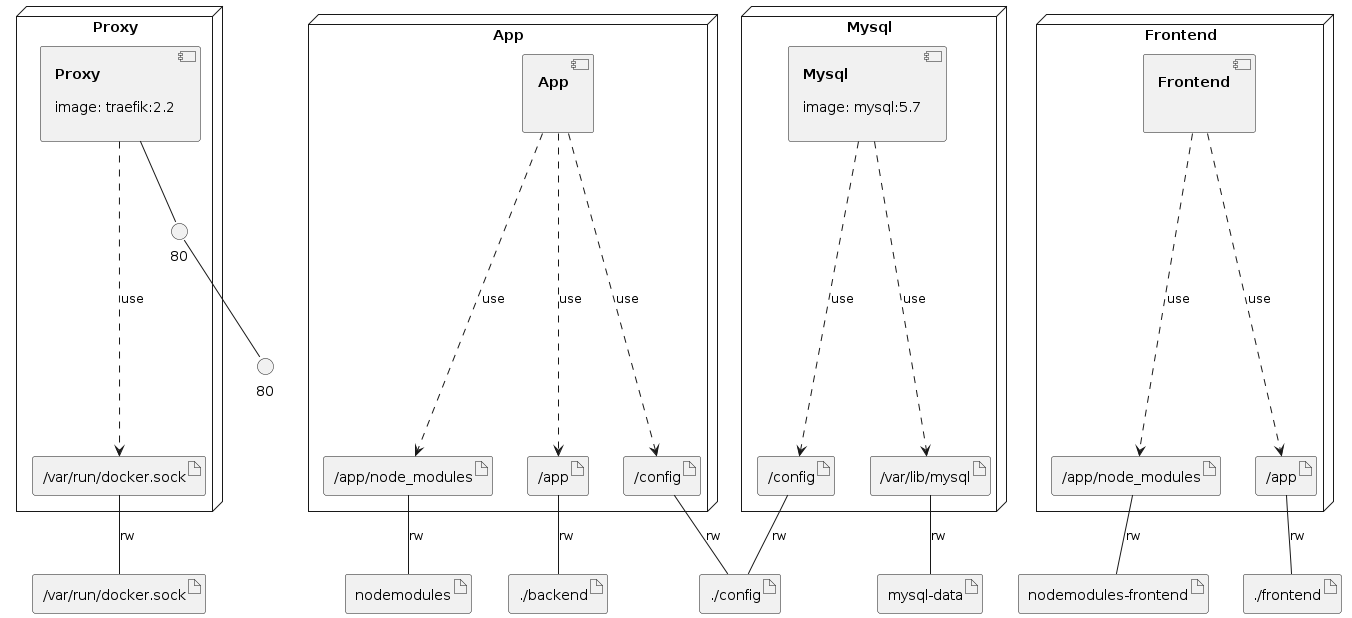 Proxy
App
Mysql
Frontend
Proxy
image: traefik:2.2
App
Mysql
image: mysql:5.7
Frontend
80
use
use
use
use
use
use
use
use
80
/var/run/docker.sock
/app/node_modules
/app
/config
/config
/var/lib/mysql
/app/node_modules
/app
rw
rw
rw
rw
rw
rw
rw
rw
/var/run/docker.sock
nodemodules
./backend
./config
mysql-data
nodemodules-frontend
./frontend